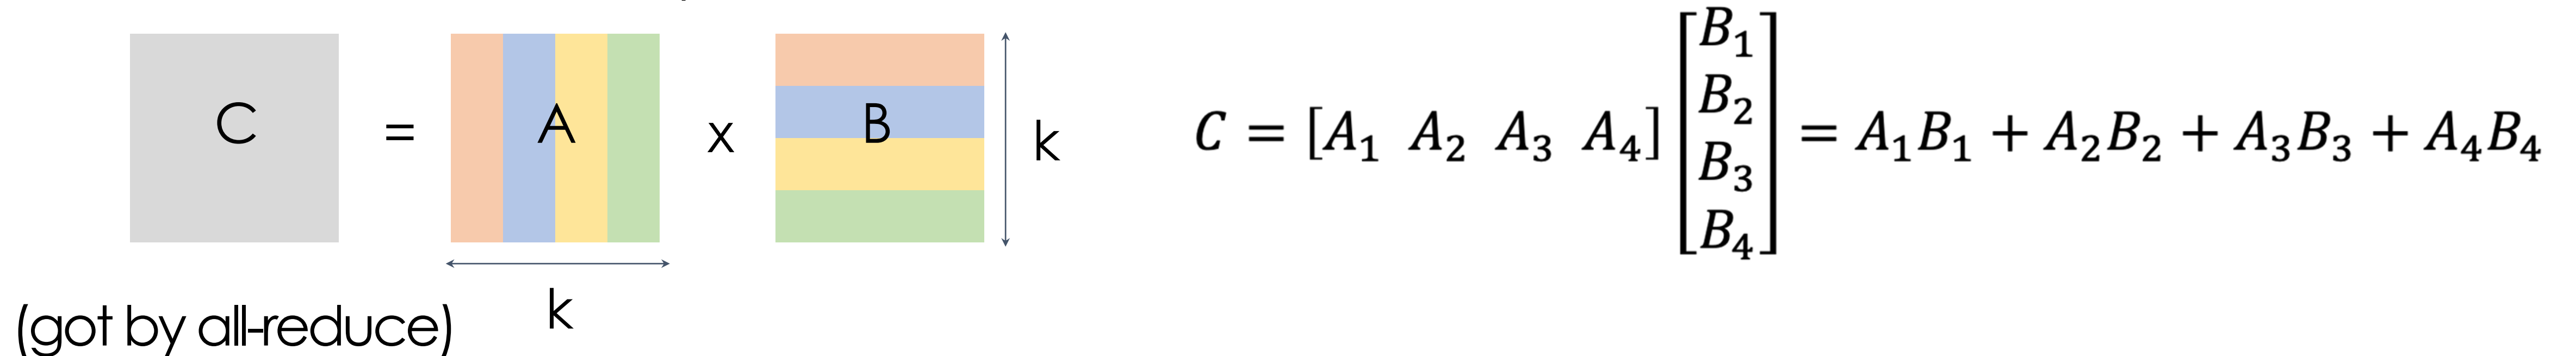 C = A x B k
k
(got by all-reduce)
C = [A₁ A₂ A₃ A₄] [B₁ B₂ B₃ B₄] = A₁B₁ + A₂B₂ + A₃B₃ + A₄B₄